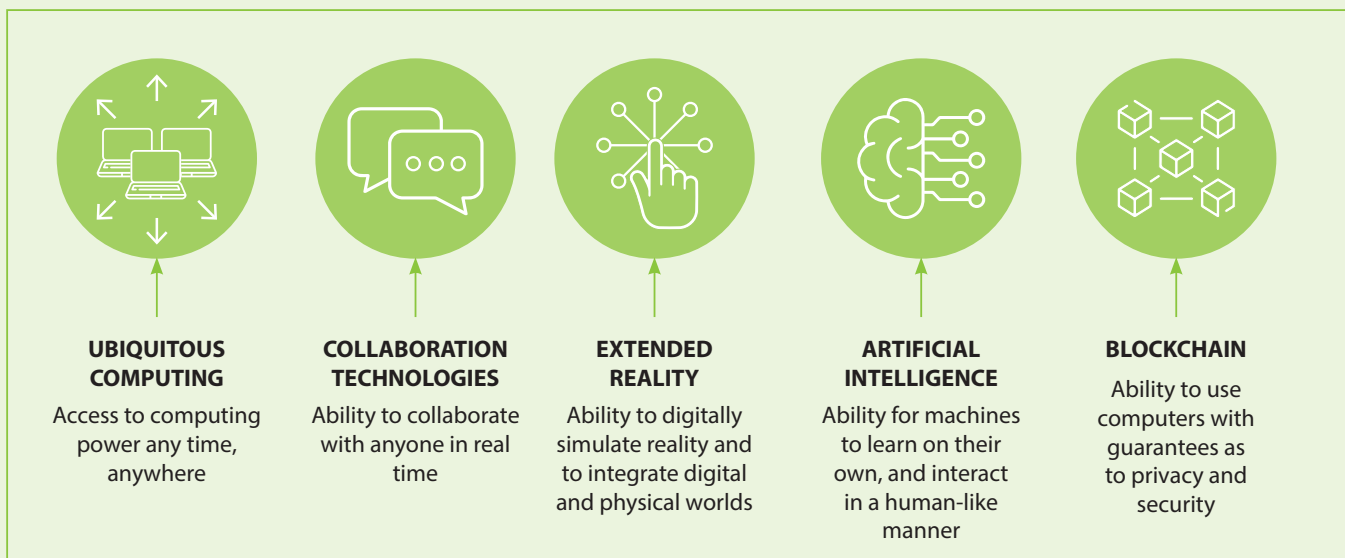 UBIQUITOUS
COMPUTING
Access to computing
power any time,
anywhere
COLLABORATION
TECHNOLOGIES
Ability to collaborate
with anyone in real
time
EXTENDED
REALITY
Ability to digitally
simulate reality and
to integrate digital
and physical worlds
ARTIFICIAL
INTELLIGENCE
Ability for machines
to learn on their
own, and interact
in a human-like
manner
BLOCKCHAIN
Ability to use
computers with
guarantees as
to privacy and
security